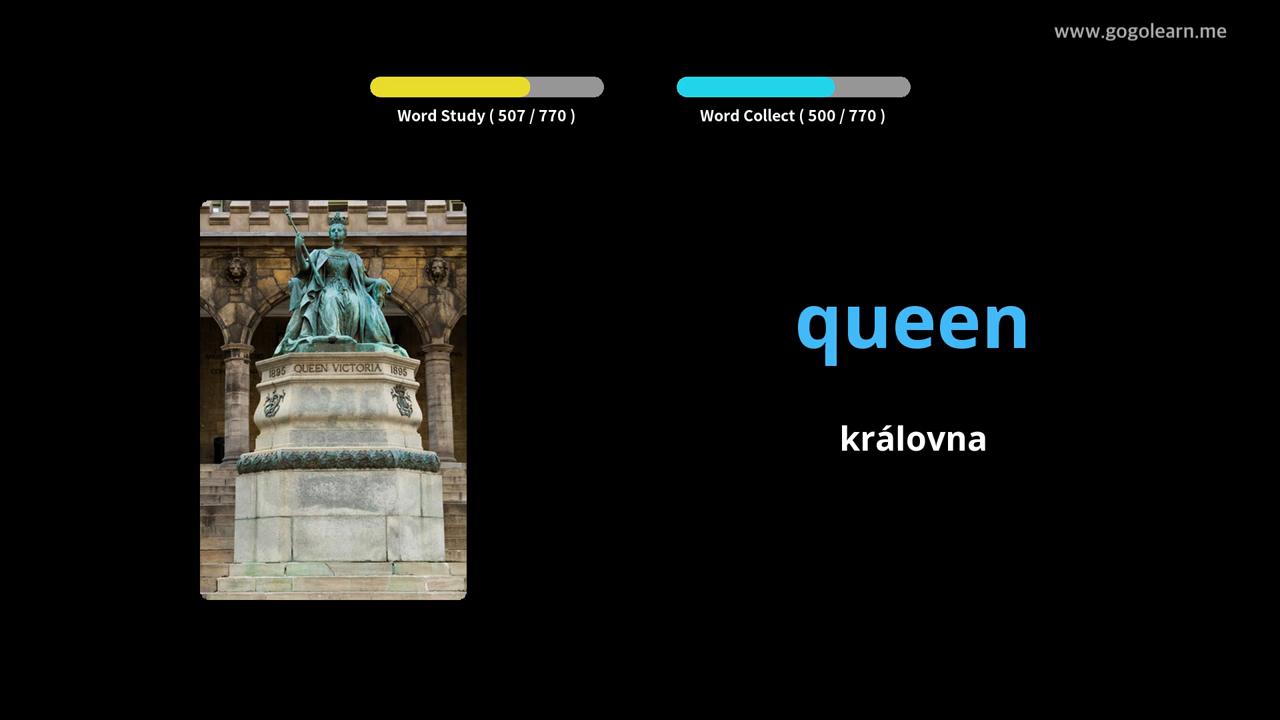 www.gogolearn.me
Word Study ( 507 / 770 )
Word Collect ( 500 / 770 )
1895 QUEEN VICTORIA 1895
queen
královna